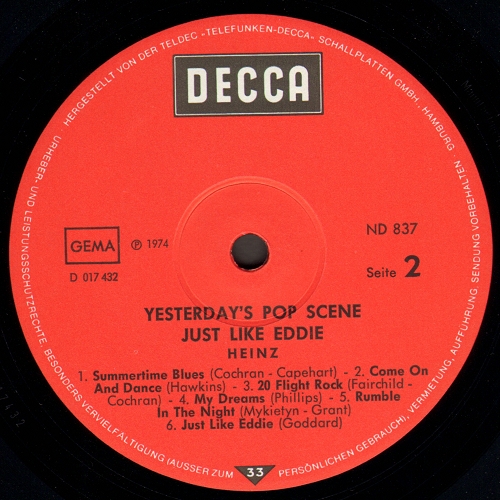 HERGESTELLT VON DER TELDEC »TELEFUNKEN-DECCA« SCHALLPLATTEN GMBH · HAMBURG ·
URHEBER- UND LEISTUNGSSCHUTZRECHTE, BESONDERS VERVIELFÄLTIGUNG (AUSSER ZUM PERSÖNLICHEN GEBRAUCH), VERMIETUNG, AUFFÜHRUNG, SENDUNG VORBEHALTEN
DECCA
GEMA
℗ 1974
ND 837
D 017 432
Seite 2
YESTERDAY'S POP SCENE
JUST LIKE EDDIE
HEINZ
1. Summertime Blues (Cochran - Capehart) - 2. Come On
And Dance (Hawkins) - 3. 20 Flight Rock (Fairchild -
Cochran) - 4. My Dreams (Phillips) - 5. Rumble
In The Night (Mykietyn - Grant)
6. Just Like Eddie (Goddard)
33